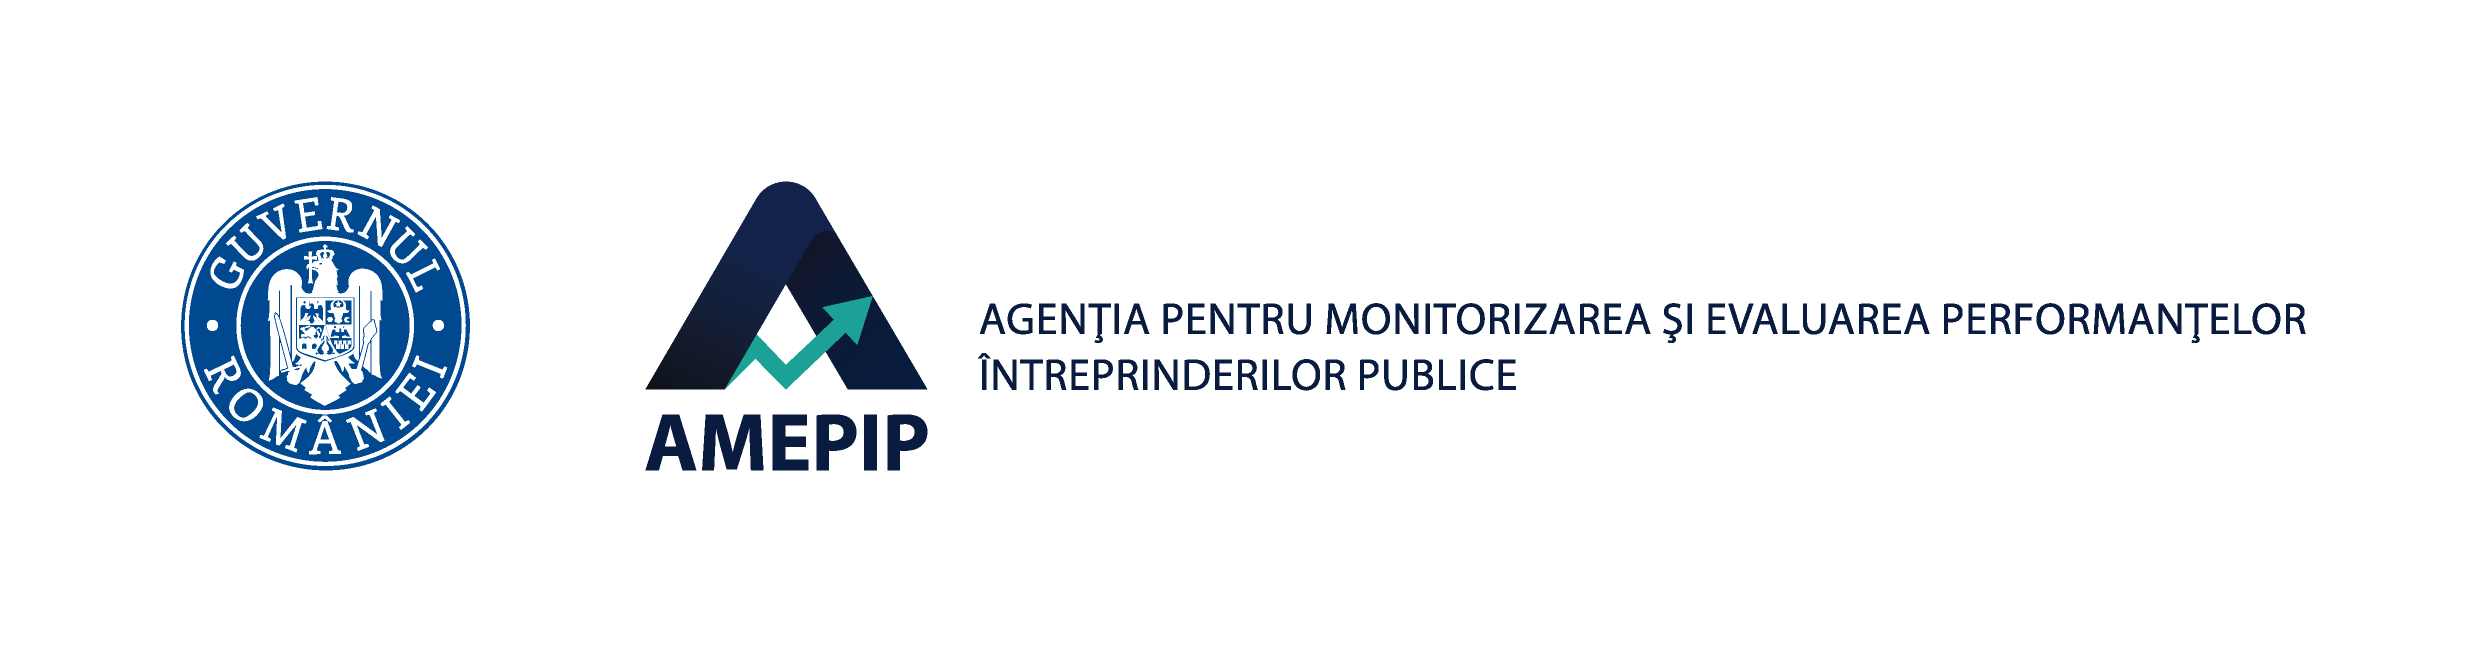 GUVERNUL
ROMÂNIEI
AMEPIP
AGENŢIA PENTRU MONITORIZAREA ŞI EVALUAREA PERFORMANŢELOR
ÎNTREPRINDERILOR PUBLICE